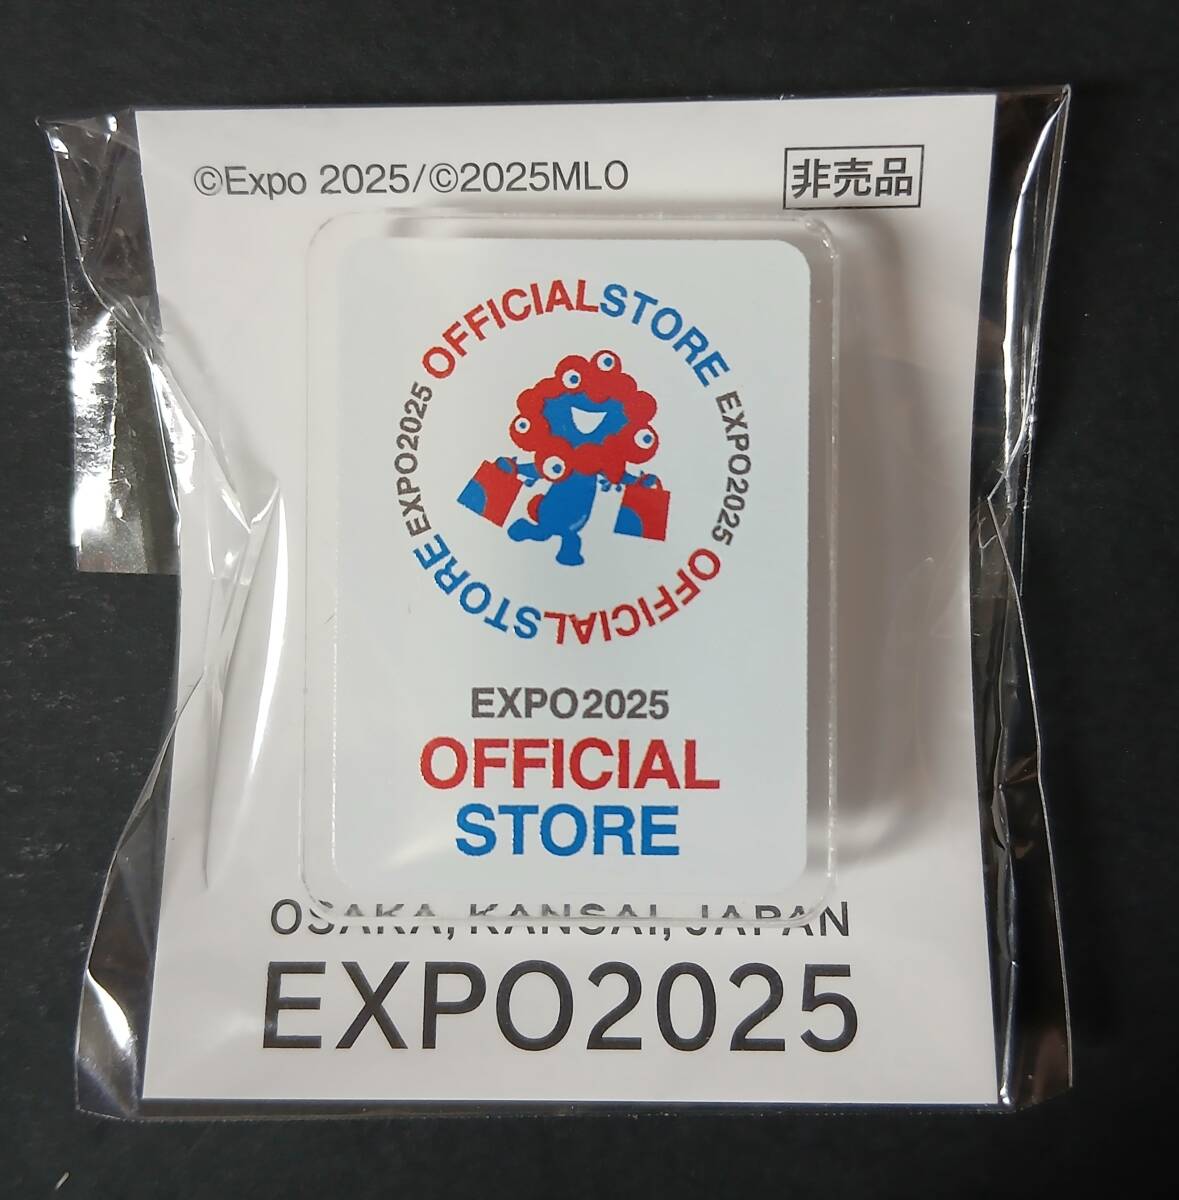 ©Expo 2025/©2025MLO
非売品
OFFICIALSTORE EXPO2025 OFFICIALSTORE EXPO2025
EXPO2025
OFFICIAL
STORE
OSAKA, KANSAI, JAPAN
EXPO2025